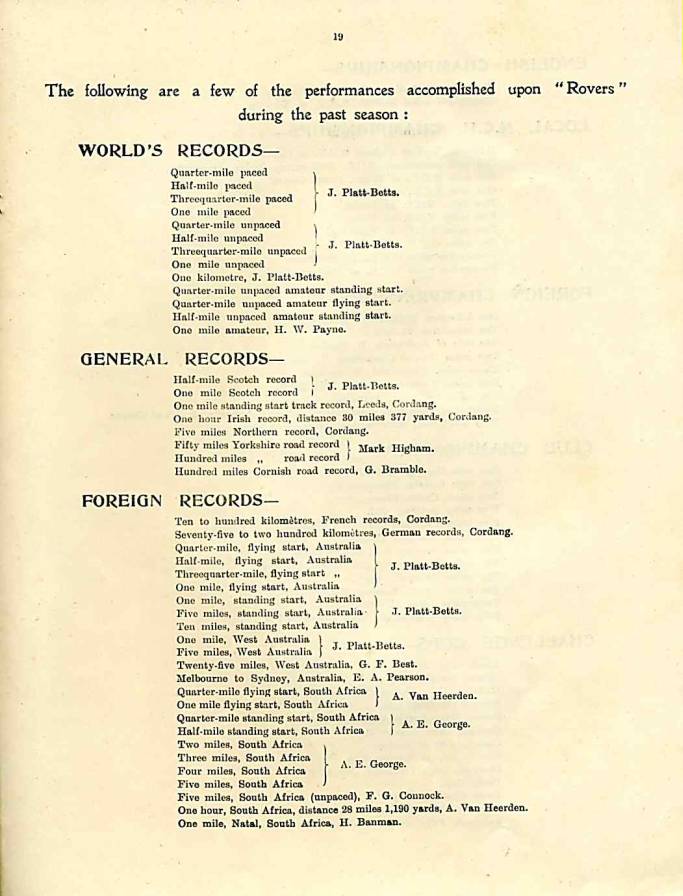 19
The following are a few of the performances accomplished upon "Rovers"
during the past season :
WORLD'S RECORDS—
Quarter-mile paced
Half-mile paced
Threequarter-mile paced
One mile paced
J. Platt-Betts.
Quarter-mile unpaced
Half-mile unpaced
Threequarter-mile unpaced
One mile unpaced
J. Platt-Betts.
One kilometre, J. Platt-Betts.
Quarter-mile unpaced amateur standing start.
Quarter-mile unpaced amateur flying start.
Half-mile unpaced amateur standing start.
One mile amateur, H. W. Payne.
GENERAL RECORDS—
Half-mile Scotch record
One mile Scotch record
J. Platt-Betts.
One mile standing start track record, Leeds, Cordang.
One hour Irish record, distance 30 miles 377 yards, Cordang.
Five miles Northern record, Cordang.
Fifty miles Yorkshire road record
Hundred miles „ road record
Mark Higham.
Hundred miles Cornish road record, G. Bramble.
FOREIGN RECORDS—
Ten to hundred kilomètres, French records, Cordang.
Seventy-five to two hundred kilomètres, German records, Cordang.
Quarter-mile, flying start, Australia
Half-mile, flying start, Australia
Threequarter-mile, flying start „
One mile, flying start, Australia
J. Platt-Betts.
One mile, standing start, Australia
Five miles, standing start, Australia
Ten miles, standing start, Australia
J. Platt-Betts.
One mile, West Australia
Five miles, West Australia
J. Platt-Betts.
Twenty-five miles, West Australia, G. F. Best.
Melbourne to Sydney, Australia, E. A. Pearson.
Quarter-mile flying start, South Africa
One mile flying start, South Africa
A. Van Heerden.
Quarter-mile standing start, South Africa
Half-mile standing start, South Africa
A. E. George.
Two miles, South Africa
Three miles, South Africa
Four miles, South Africa
Five miles, South Africa
A. E. George.
Five miles, South Africa (unpaced), F. G. Connock.
One hour, South Africa, distance 28 miles 1,190 yards, A. Van Heerden.
One mile, Natal, South Africa, H. Banman.